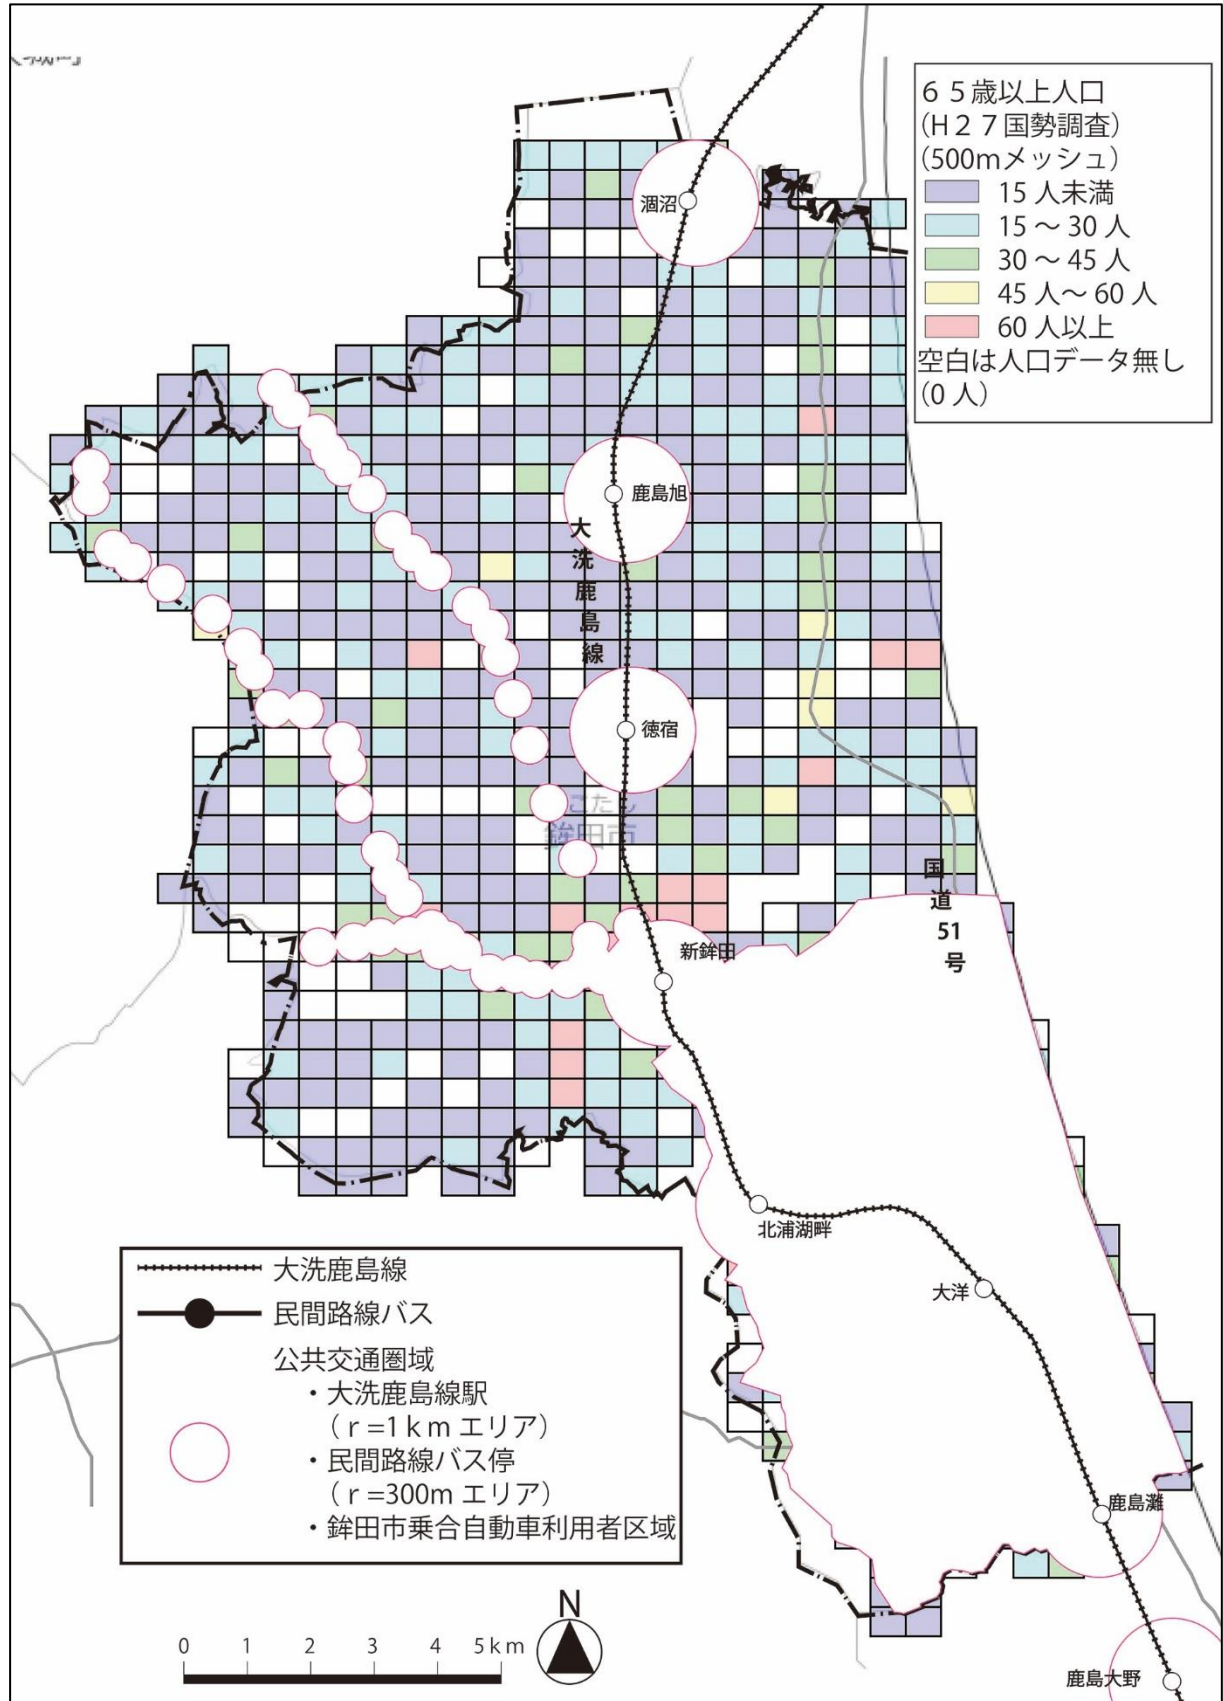 ６５歳以上人口
(H２７国勢調査)
(500mメッシュ)
15 人未満
15 〜 30 人
30 〜 45 人
45 人〜 60 人
60 人以上
空白は人口データ無し
(0 人)
涸沼
鹿島旭
大洗鹿島線
徳宿
こたし
鉾田市
国道51号
新鉾田
北浦湖畔
大洋
鹿島灘
鹿島大野
大洗鹿島線
民間路線バス
公共交通圏域
・大洗鹿島線駅
（ｒ=1ｋｍ エリア）
・民間路線バス停
（ｒ=300m エリア）
・鉾田市乗合自動車利用者区域
0 1 2 3 4 5ｋm
N